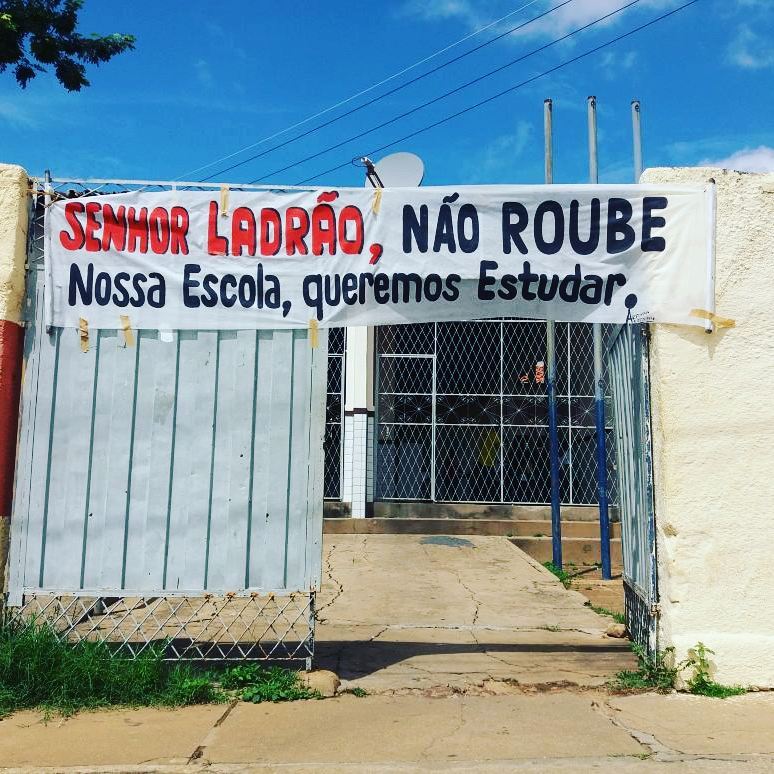 SENHOR LADRÃO, NÃO ROUBE
Nossa Escola, queremos Estudar.